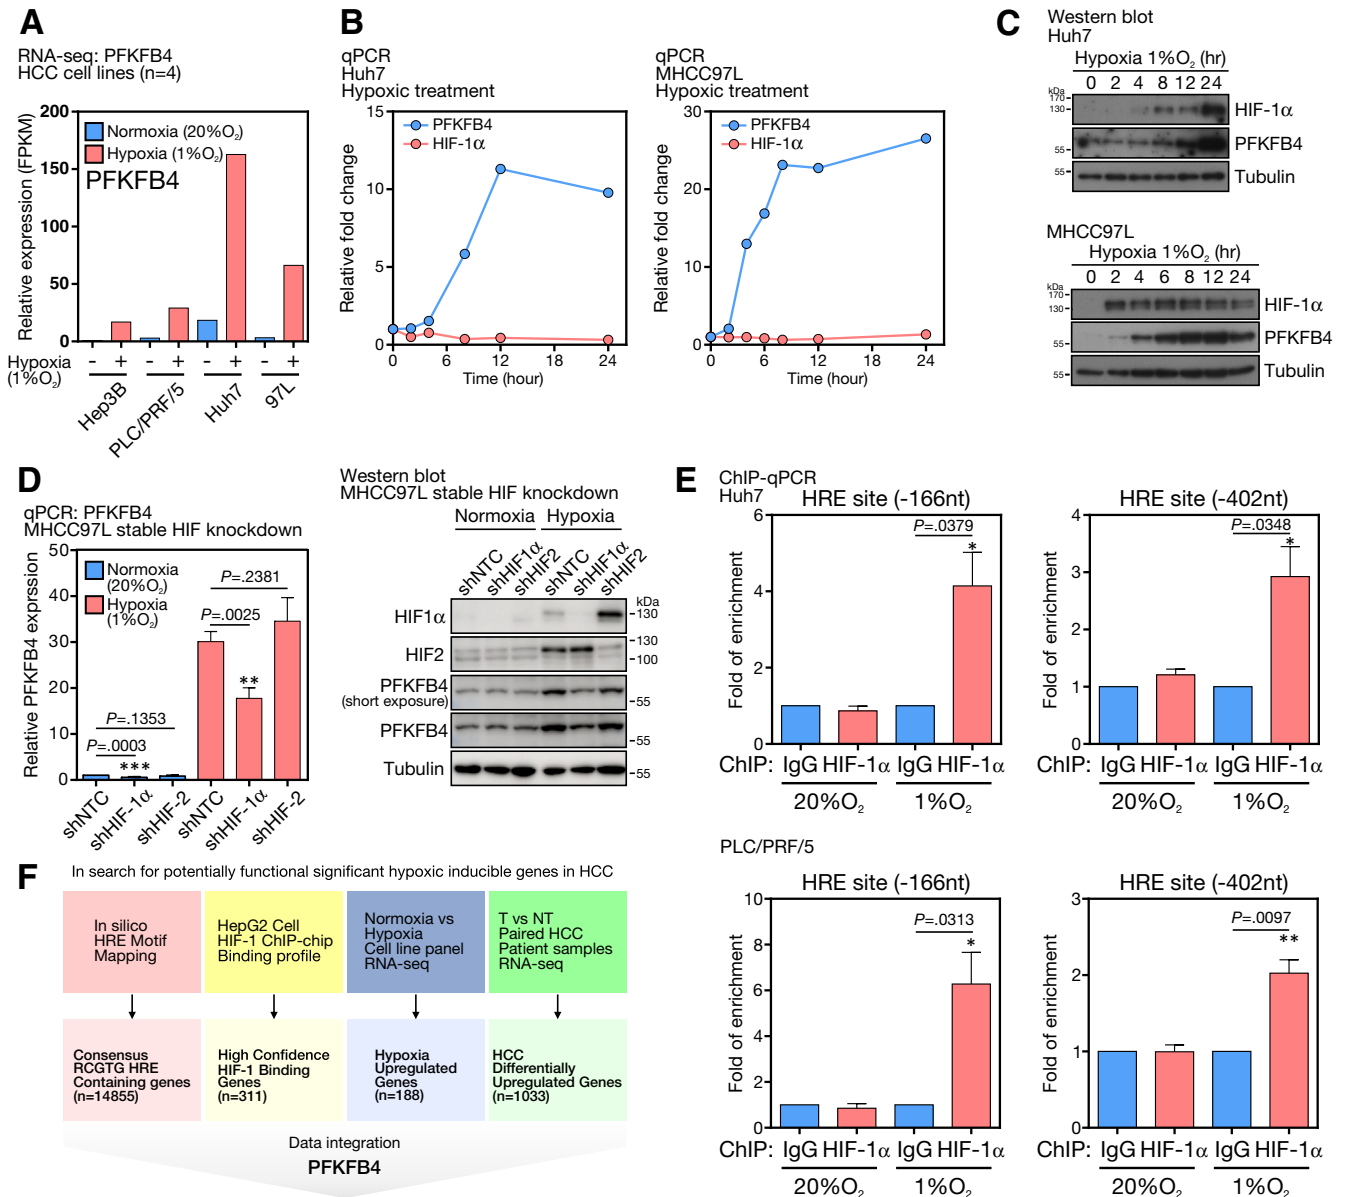 A
RNA-seq: PFKFB4
HCC cell lines (n=4)
Relative expression (FPKM)
200
150
100
50
0
Normoxia (20%O2)
Hypoxia (1%O2)
PFKFB4
Hypoxia
(1%O2)
- + - + - + - +
Hep3B
PLC/PRF/5
Huh7
97L
B
qPCR
Huh7
Hypoxic treatment
Relative fold change
15
10
5
0
PFKFB4
HIF-1α
0 6 12 18 24
Time (hour)
qPCR
MHCC97L
Hypoxic treatment
Relative fold change
30
20
10
0
PFKFB4
HIF-1α
0 6 12 18 24
Time (hour)
C
Western blot
Huh7
Hypoxia 1%O2 (hr)
0 2 4 8 12 24
kDa
170-
130-
HIF-1α
55-
PFKFB4
55-
Tubulin
MHCC97L
Hypoxia 1%O2 (hr)
0 2 4 6 8 12 24
kDa
170-
130-
HIF-1α
55-
PFKFB4
55-
Tubulin
D
qPCR: PFKFB4
MHCC97L stable HIF knockdown
Relative PFKFB4 exprssion
50
40
30
20
10
0
Normoxia
(20%O2)
Hypoxia
(1%O2)
P=.2381
P=.0025
**
P=.1353
P=.0003
***
shNTC
shHIF-1α
shHIF-2
shNTC
shHIF-1α
shHIF-2
Western blot
MHCC97L stable HIF knockdown
Normoxia Hypoxia
shNTC
shHIF1α
shHIF2
shNTC
shHIF1α
shHIF2
kDa
HIF1α
-130
HIF2
-130
-100
PFKFB4
(short exposure)
-55
PFKFB4
-55
Tubulin
-55
E
ChIP-qPCR
Huh7
HRE site (-166nt)
Fold of enrichment
6
4
2
0
P=.0379
*
ChIP: IgG HIF-1α IgG HIF-1α
20%O2 1%O2
HRE site (-402nt)
Fold of enrichment
4
3
2
1
0
P=.0348
*
ChIP: IgG HIF-1α IgG HIF-1α
20%O2 1%O2
PLC/PRF/5
HRE site (-166nt)
Fold of enrichment
10
8
6
4
2
0
P=.0313
*
ChIP: IgG HIF-1α IgG HIF-1α
20%O2 1%O2
HRE site (-402nt)
Fold of enrichment
3
2
1
0
P=.0097
**
ChIP: IgG HIF-1α IgG HIF-1α
20%O2 1%O2
F
In search for potentially functional significant hypoxic inducible genes in HCC
In silico
HRE Motif
Mapping
HepG2 Cell
HIF-1 ChIP-chip
Binding profile
Normoxia vs
Hypoxia
Cell line panel
RNA-seq
T vs NT
Paired HCC
Patient samples
RNA-seq
Consensus
RCGTG HRE
Containing genes
(n=14855)
High Confidence
HIF-1 Binding
Genes
(n=311)
Hypoxia
Upregulated
Genes
(n=188)
HCC
Differentially
Upregulated Genes
(n=1033)
Data integration
PFKFB4